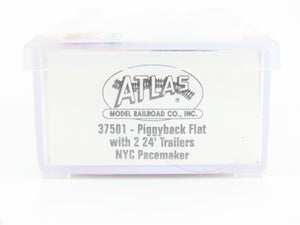 ATLAS
®
MODEL RAILROAD CO., INC.
37501 - Piggyback Flat
with 2 24' Trailers
NYC Pacemaker